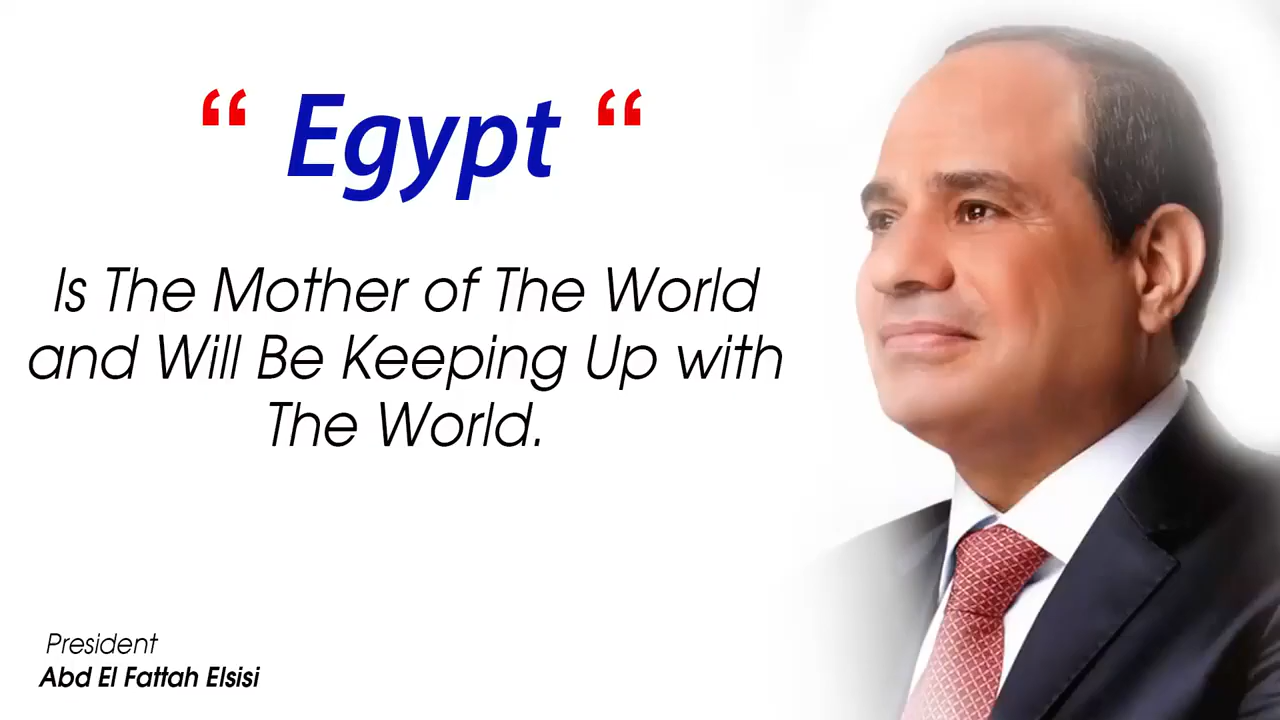 “ Egypt “
Is The Mother of The World
and Will Be Keeping Up with
The World.
President
Abd El Fattah Elsisi